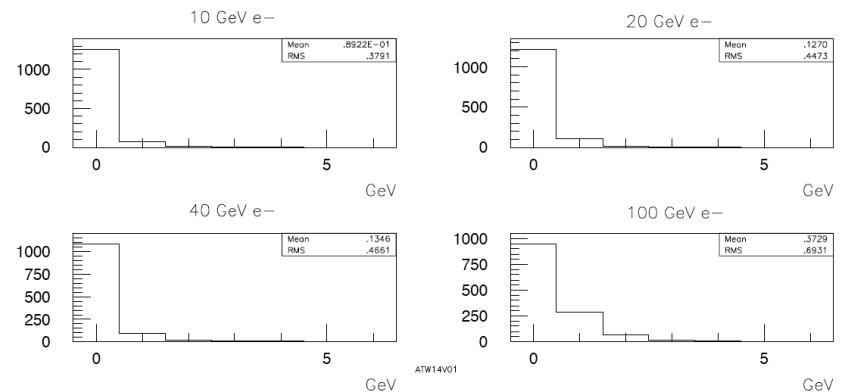 10 GeV e−
Mean .8922E−01
RMS .3791
1000
500
0
0 5
GeV
20 GeV e−
Mean .1270
RMS .4473
1000
500
0
0 5
GeV
40 GeV e−
Mean .1346
RMS .4661
1000
750
500
250
0
0 5
GeV
100 GeV e−
Mean .3729
RMS .6931
1000
750
500
250
0
0 5
GeV
ATW14V01